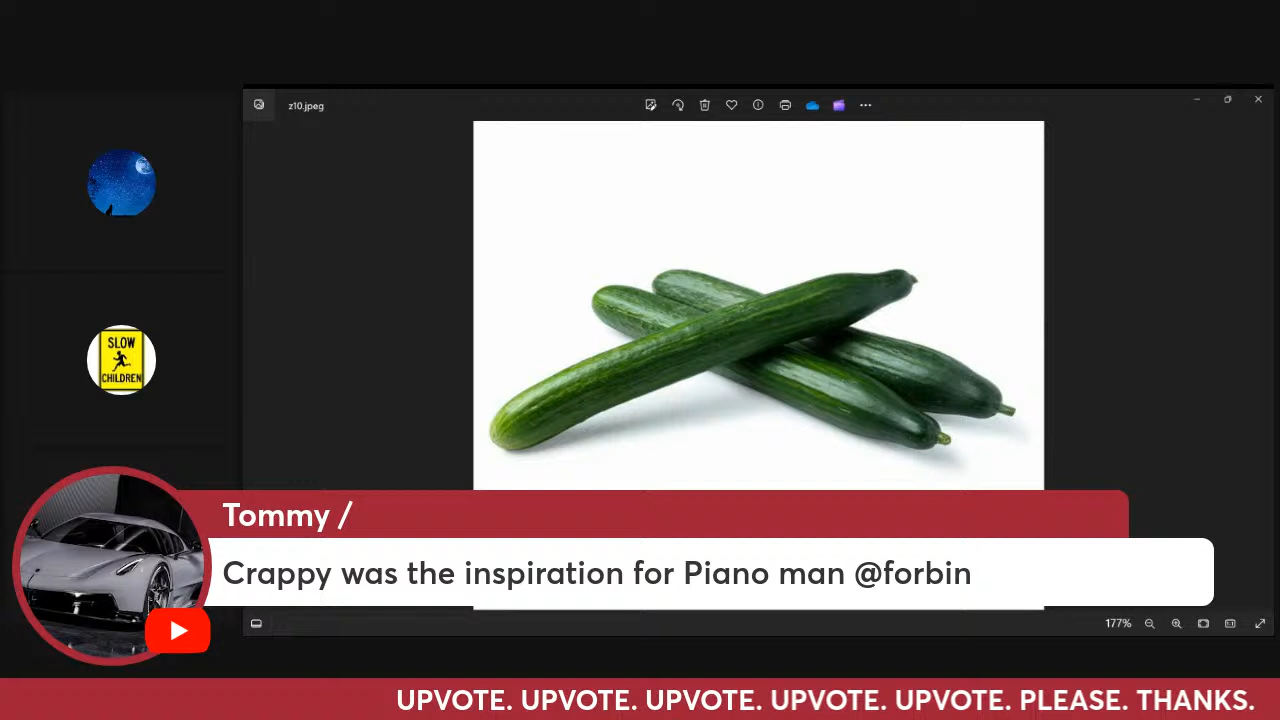 z10.jpeg
SLOW
CHILDREN
Tommy /
Crappy was the inspiration for Piano man @forbin
177%
UPVOTE. UPVOTE. UPVOTE. UPVOTE. UPVOTE. PLEASE. THANKS.